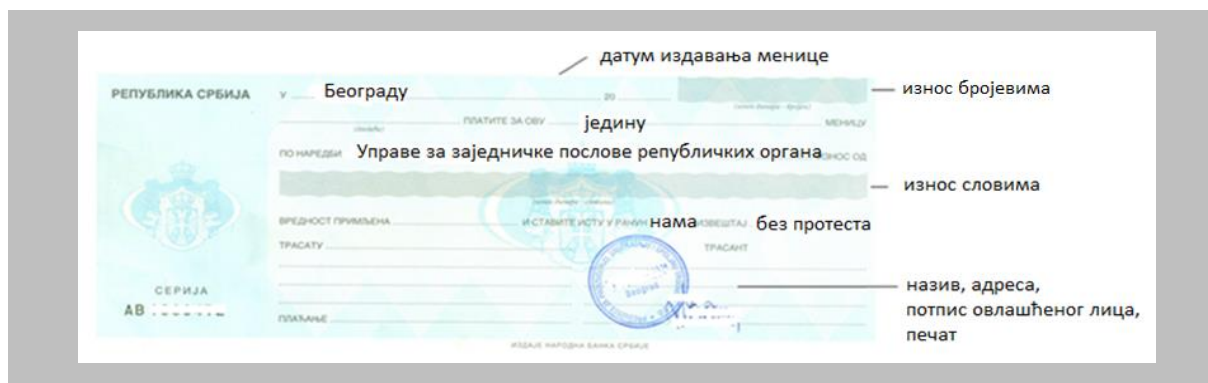 датум издавања менице
РЕПУБЛИКА СРБИЈА У Београду 20 износ бројевима
ПЛАТИТЕ ЗА ОВУ једину МЕНИЦУ
ПО НАРЕДБИ Управе за заједничке послове републичких органа ИЗНОС ОД
износ словима
ВРЕДНОСТ ПРИМЉЕНА И СТАВИТЕ ИСТУ У РАЧУН нама ИЗВЕШТАЈ без протеста
ТРАСАТУ ТРАСАНТ
СЕРИЈА
АВ
назив, адреса,
потпис овлашћеног лица,
печат
ПЛАЋАЊЕ
Beograd
ИЗДАЈЕ НАРОДНА БАНКА СРБИЈЕ